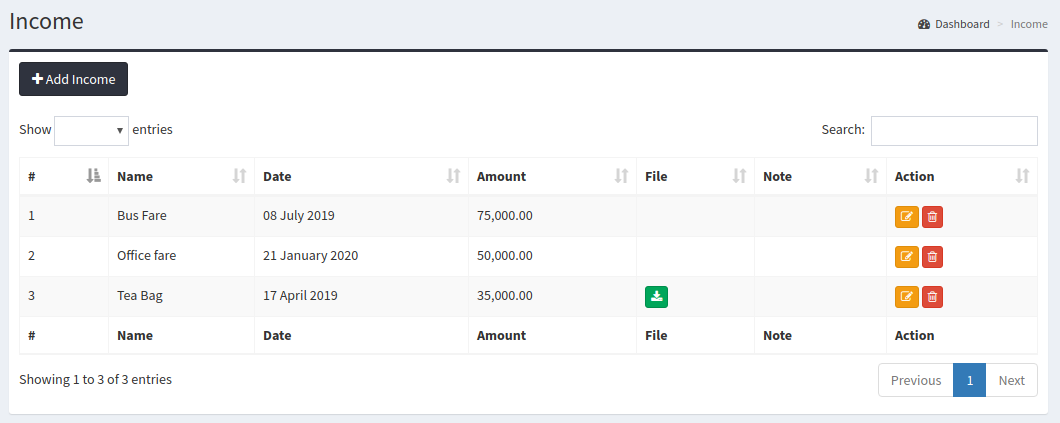 Income
Dashboard > Income
Add Income
Show entries
Search:
# Name Date Amount File Note Action
1 Bus Fare 08 July 2019 75,000.00
2 Office fare 21 January 2020 50,000.00
3 Tea Bag 17 April 2019 35,000.00
# Name Date Amount File Note Action
Showing 1 to 3 of 3 entries
Previous 1 Next